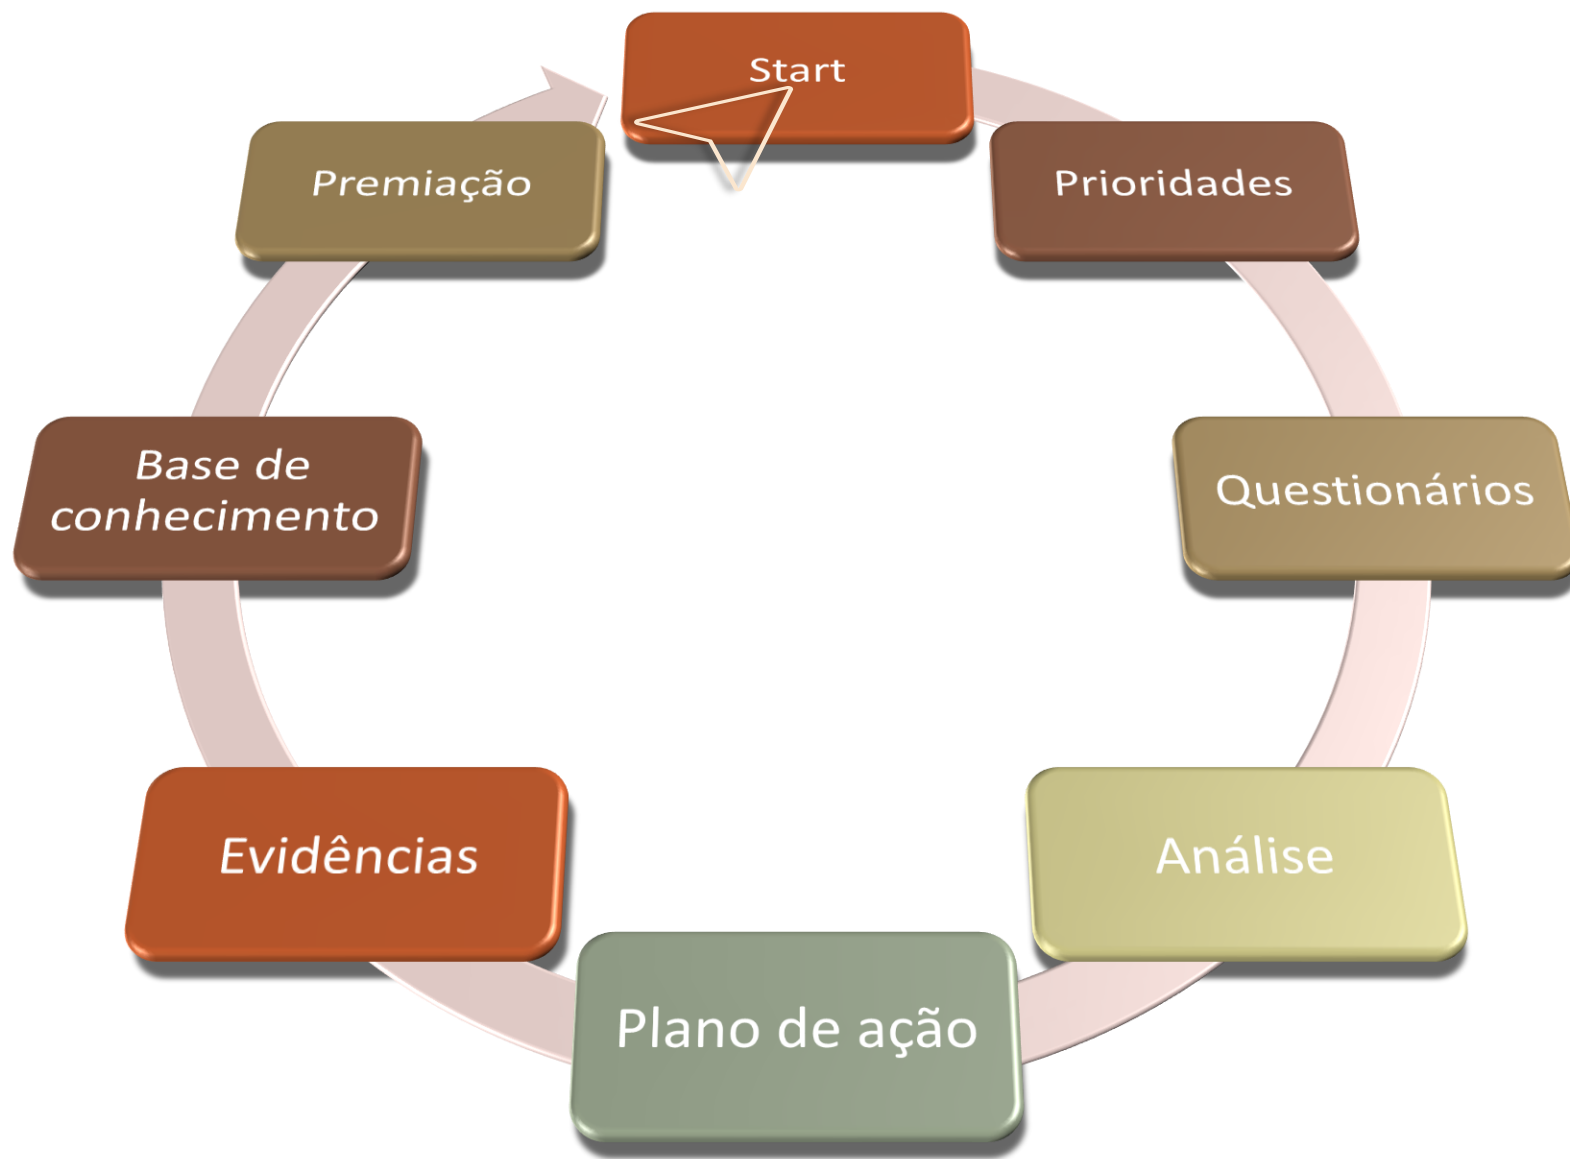 Start
Prioridades
Questionários
Análise
Plano de ação
Evidências
Base de
conhecimento
Premiação